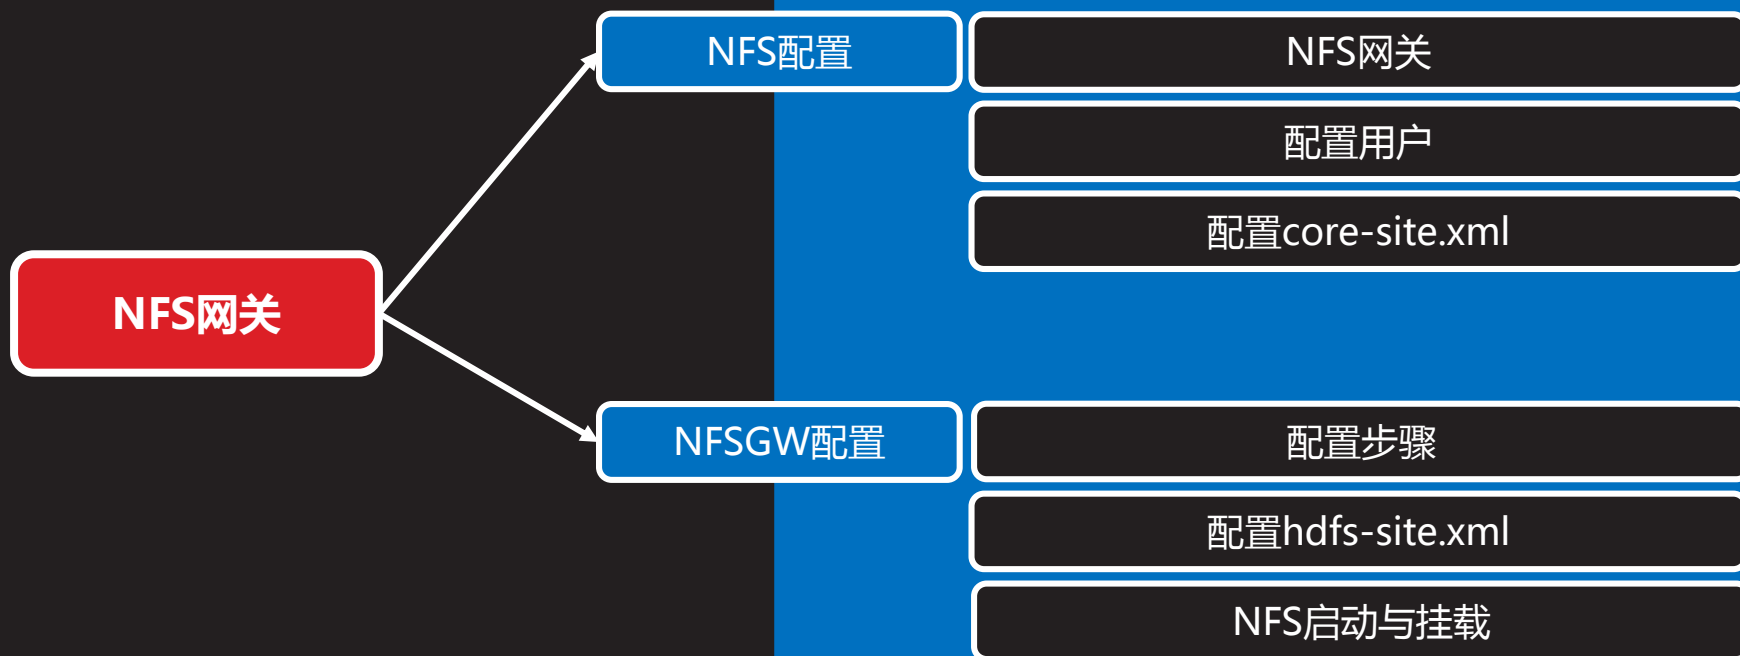 NFS网关
NFS配置
NFS网关
配置用户
配置core-site.xml
NFSGW配置
配置步骤
配置hdfs-site.xml
NFS启动与挂载